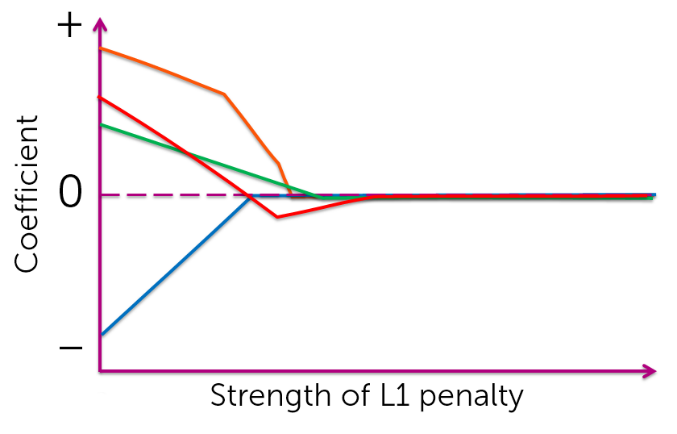 +
Coefficient
0
–
Strength of L1 penalty